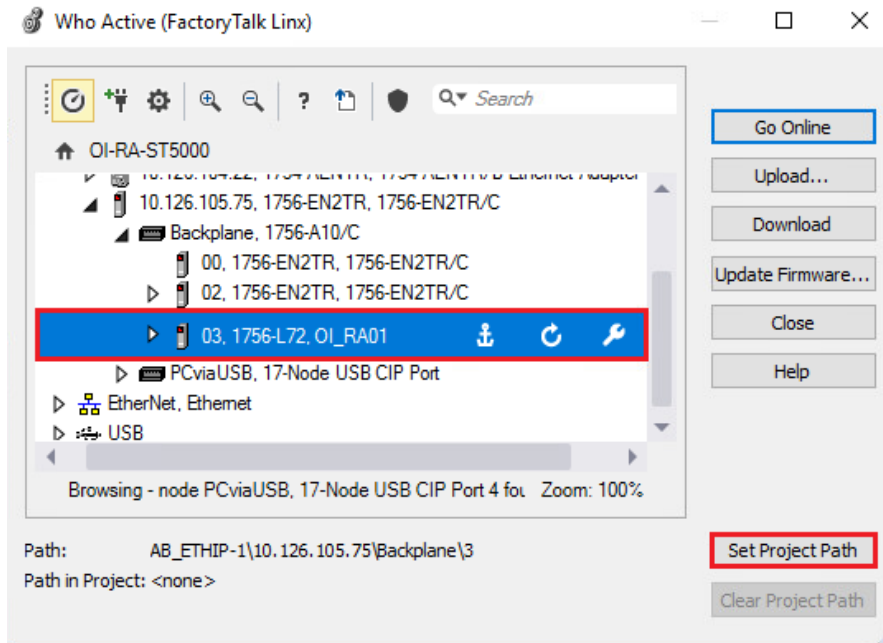 Who Active (FactoryTalk Linx)
? Search
OI-RA-ST5000
10.126.105.75, 1756-EN2TR, 1756-EN2TR/C
Backplane, 1756-A10/C
00, 1756-EN2TR, 1756-EN2TR/C
02, 1756-EN2TR, 1756-EN2TR/C
03, 1756-L72, OI_RA01
PCviaUSB, 17-Node USB CIP Port
EtherNet, Ethernet
USB
Browsing - node PCviaUSB, 17-Node USB CIP Port 4 fou Zoom: 100%
Go Online
Upload...
Download
Update Firmware...
Close
Help
Path: AB_ETHIP-1\10.126.105.75\Backplane\3
Path in Project: <none>
Set Project Path
Clear Project Path